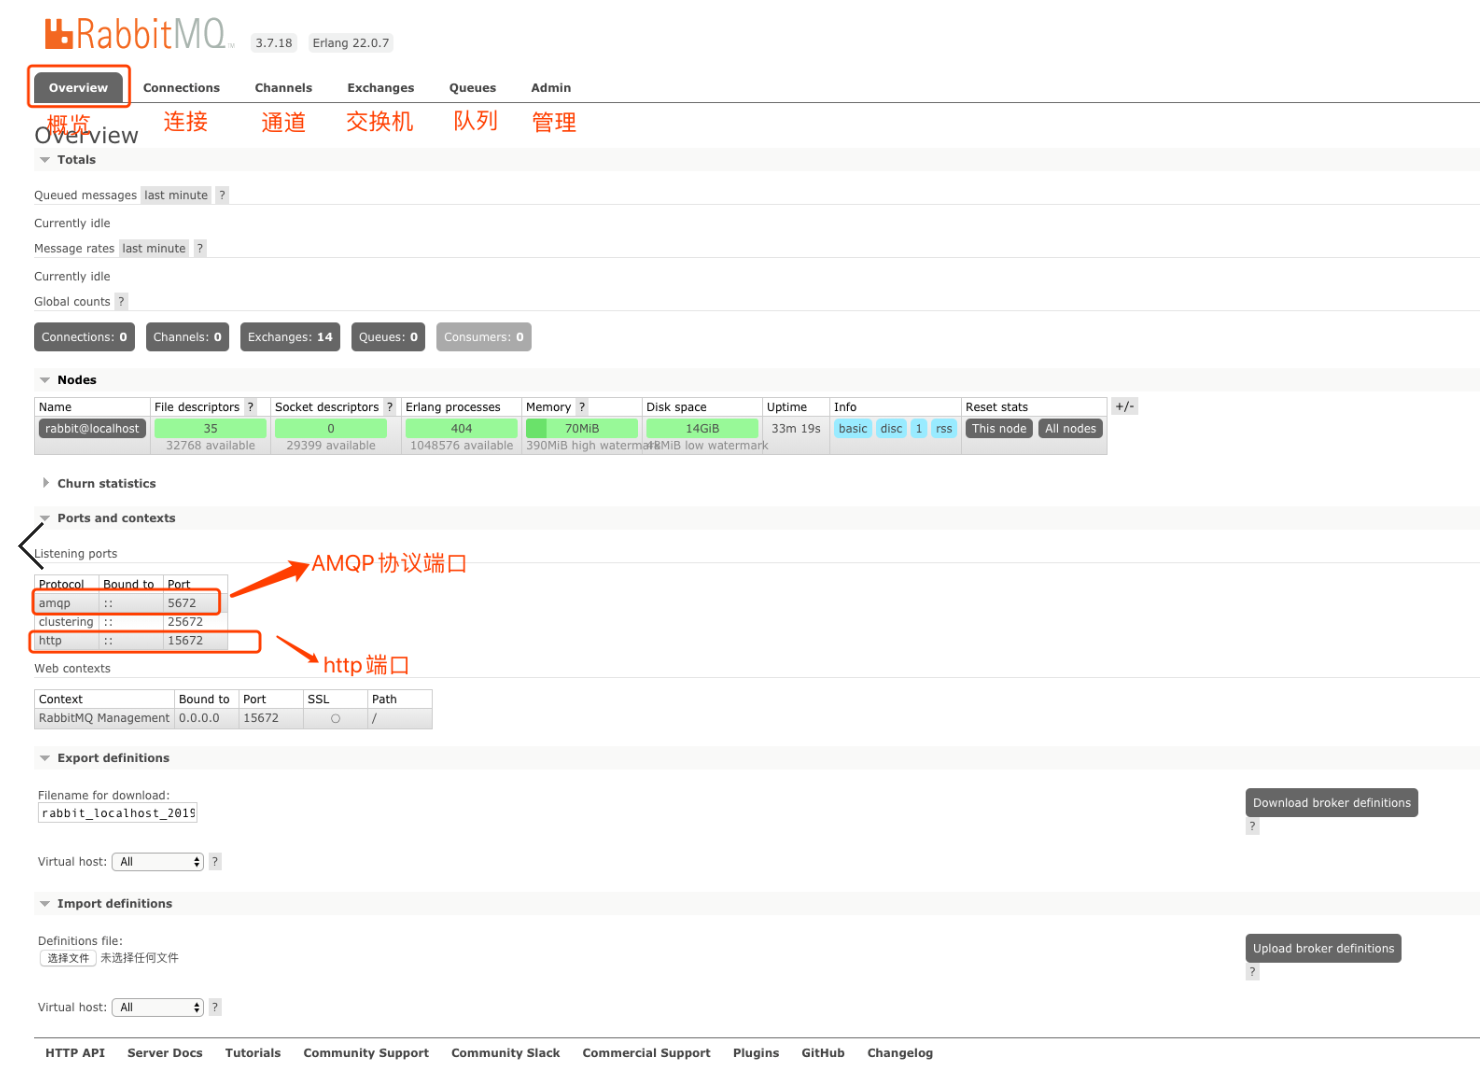 RabbitMQ TM 3.7.18 Erlang 22.0.7
Overview Connections Channels Exchanges Queues Admin
概览 连接 通道 交换机 队列 管理
Overview
Totals
Queued messages last minute ?
Currently idle
Message rates last minute ?
Currently idle
Global counts ?
Connections: 0 Channels: 0 Exchanges: 14 Queues: 0 Consumers: 0
Nodes
Name File descriptors ? Socket descriptors ? Erlang processes Memory ? Disk space Uptime Info Reset stats +/-
rabbit@localhost 35 0 404 70MiB 14GiB 33m 19s basic disc 1 rss This node All nodes
32768 available 29399 available 1048576 available 390MiB high watermark 48MiB low watermark
Churn statistics
Ports and contexts
Listening ports
AMQP协议端口
Protocol Bound to Port
amqp :: 5672
clustering :: 25672
http :: 15672
http端口
Web contexts
Context Bound to Port SSL Path
RabbitMQ Management 0.0.0.0 15672 ○ /
Export definitions
Filename for download:
rabbit_localhost_2019
Download broker definitions
?
Virtual host: All ?
Import definitions
Definitions file:
选择文件 未选择任何文件
Upload broker definitions
?
Virtual host: All ?
HTTP API Server Docs Tutorials Community Support Community Slack Commercial Support Plugins GitHub Changelog